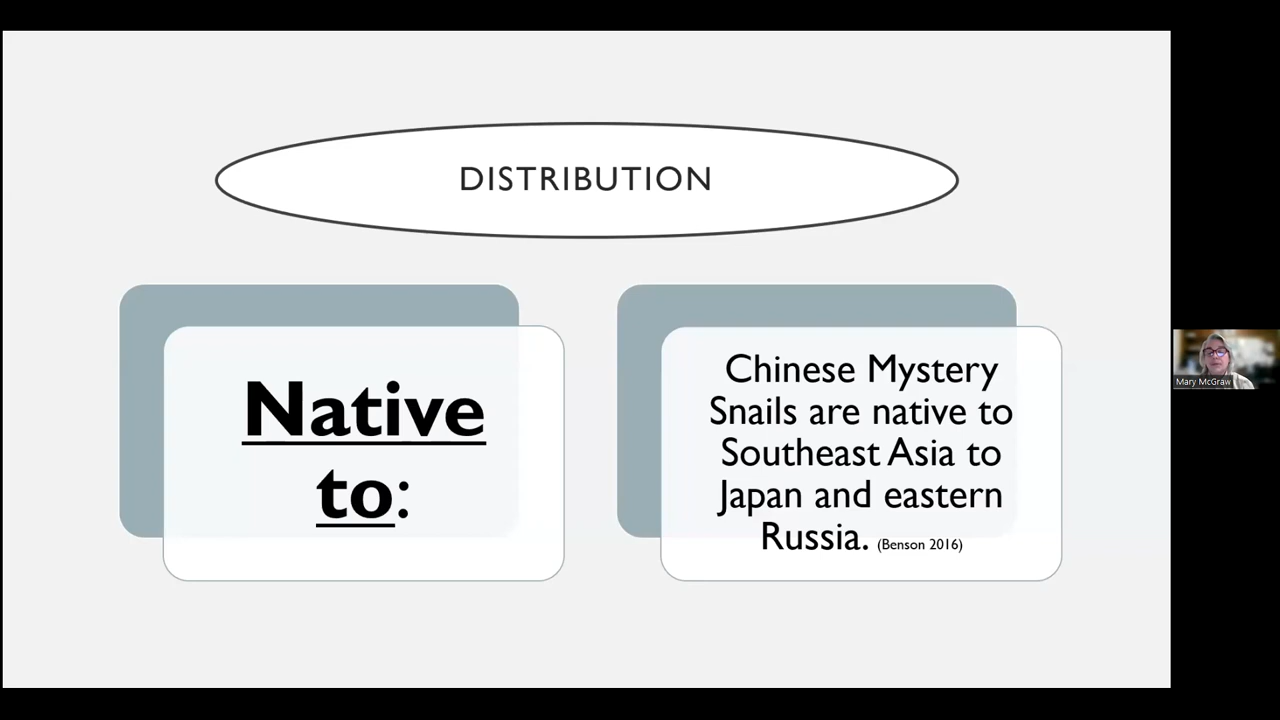 DISTRIBUTION
Native
to:
Chinese Mystery
Snails are native to
Southeast Asia to
Japan and eastern
Russia. (Benson 2016)
Mary McGraw